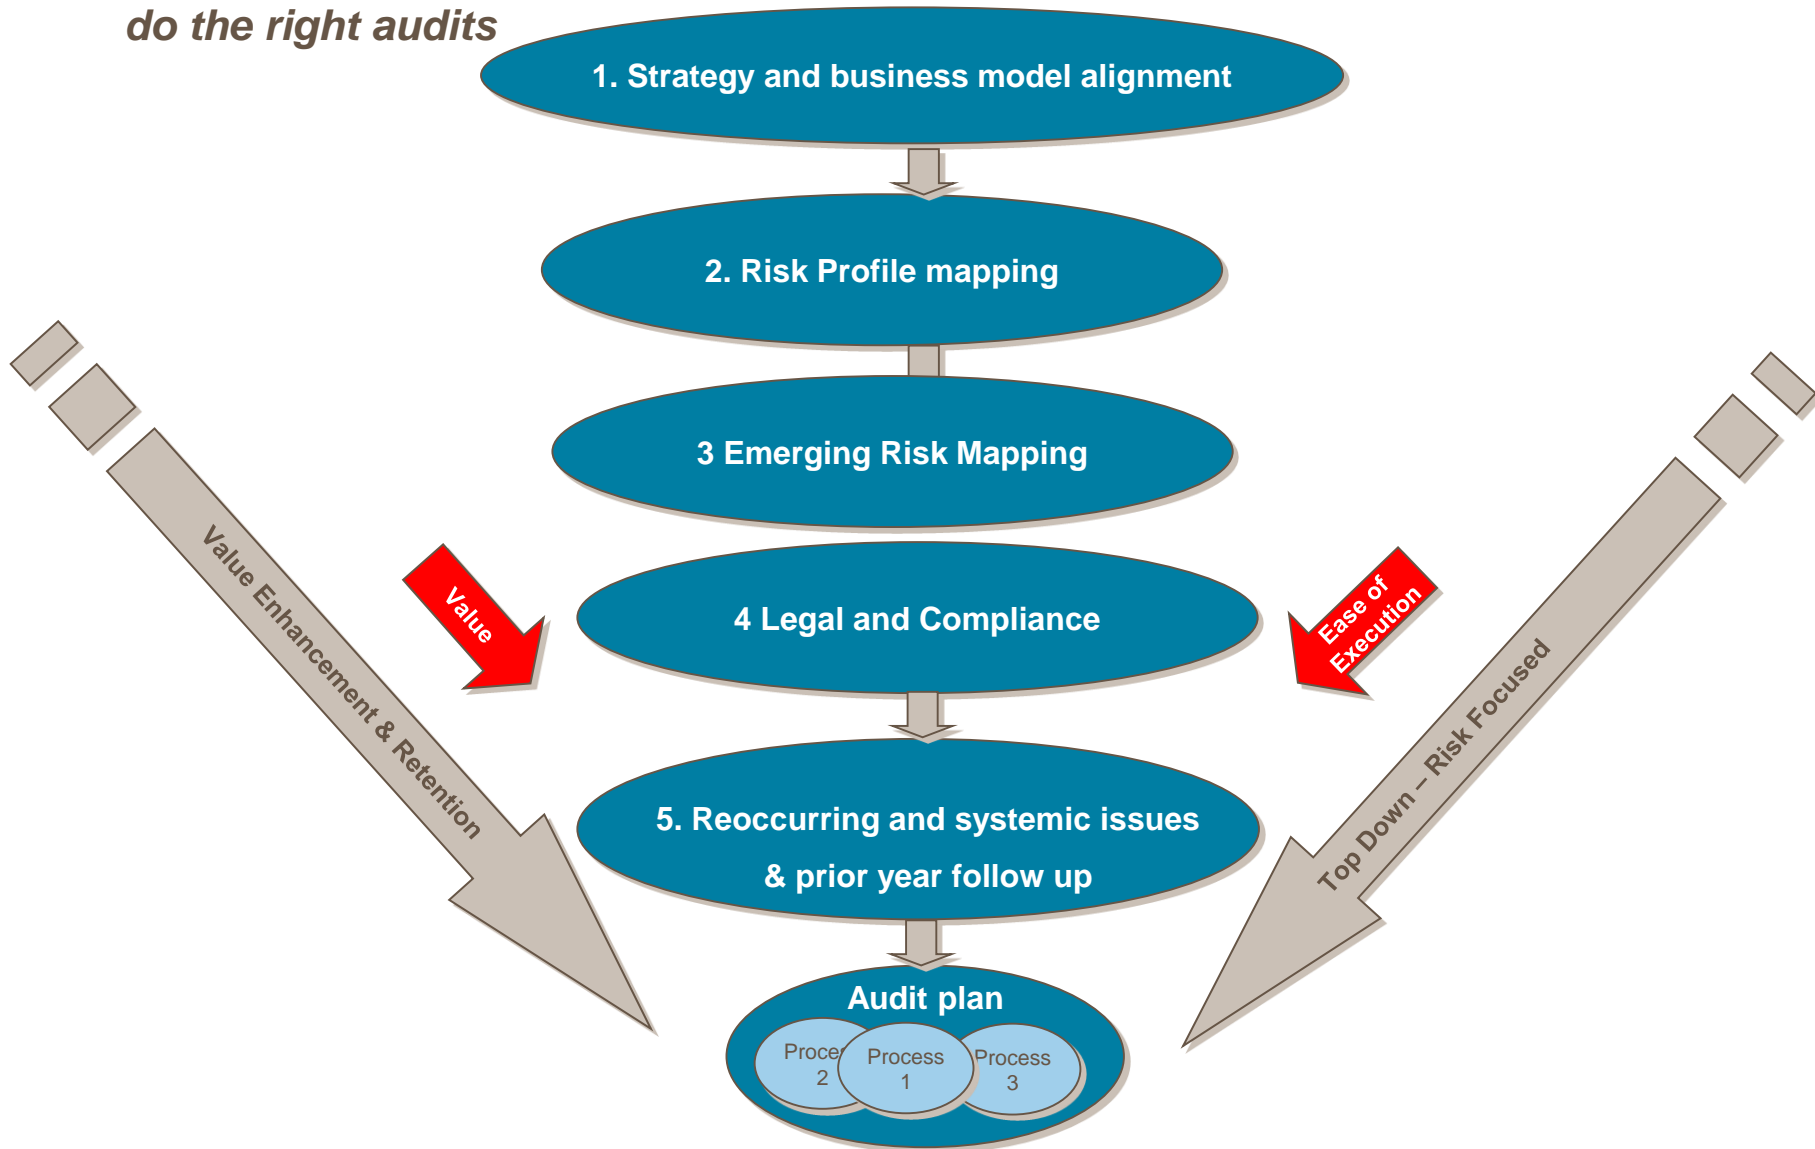 do the right audits
1. Strategy and business model alignment
2. Risk Profile mapping
3 Emerging Risk Mapping
Value Enhancement & Retention
Value
4 Legal and Compliance
Ease of
Execution
Top Down – Risk Focused
5. Reoccurring and systemic issues
& prior year follow up
Audit plan
Process
2
Process
1
Process
3